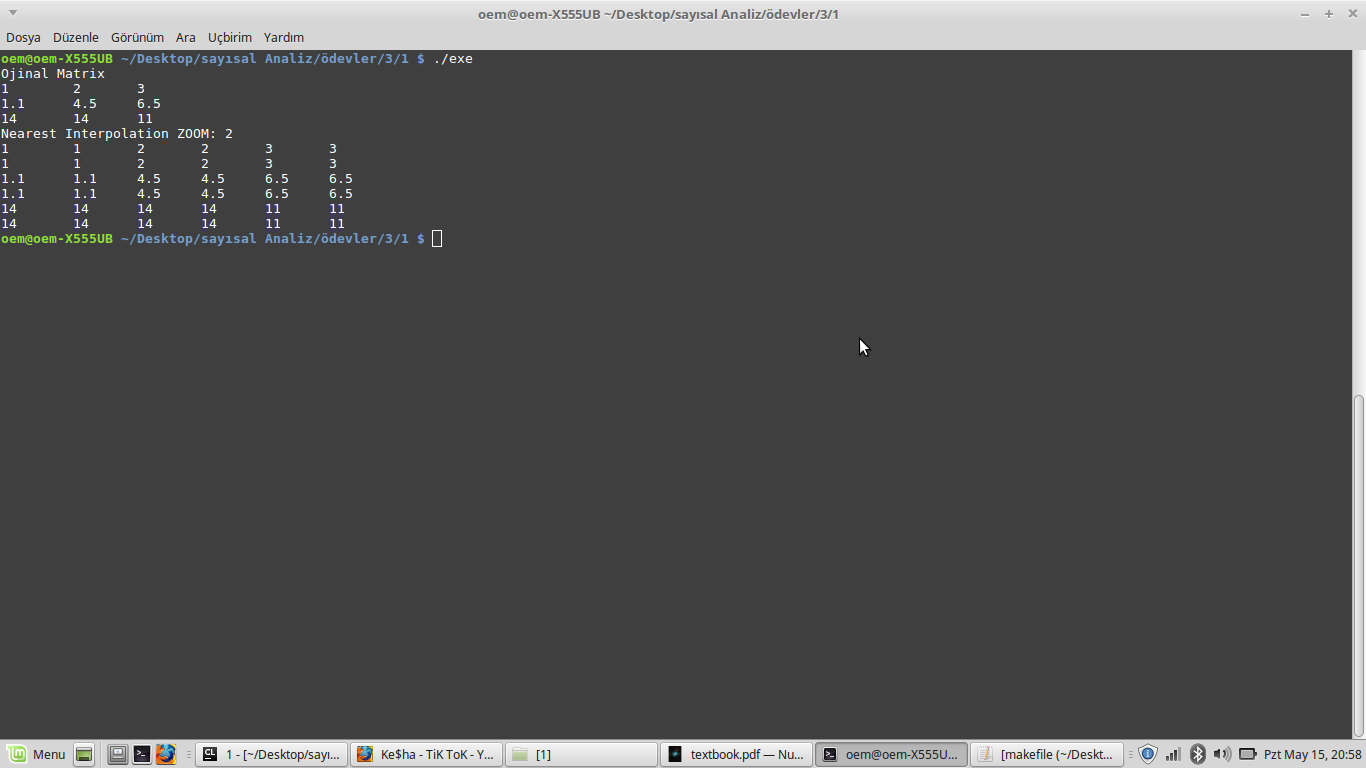 oem@oem-X555UB ~/Desktop/sayısal Analiz/ödevler/3/1
Dosya Düzenle Görünüm Ara Uçbirim Yardım
oem@oem-X555UB ~/Desktop/sayısal Analiz/ödevler/3/1 $ ./exe
Ojinal Matrix
1 2 3
1.1 4.5 6.5
14 14 11
Nearest Interpolation ZOOM: 2
1 1 2 2 3 3
1 1 2 2 3 3
1.1 1.1 4.5 4.5 6.5 6.5
1.1 1.1 4.5 4.5 6.5 6.5
14 14 14 14 11 11
14 14 14 14 11 11
oem@oem-X555UB ~/Desktop/sayısal Analiz/ödevler/3/1 $
Menu CL 1 - [~/Desktop/sayı... Ke$ha - TiK ToK - Y... [1] textbook.pdf — Nu... oem@oem-X555U... [makefile (~/Deskt... Pzt May 15, 20:58